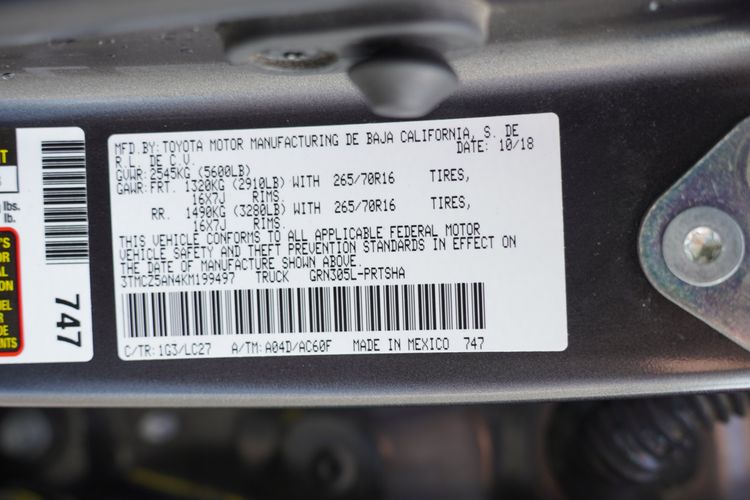 MFD.BY: TOYOTA MOTOR MANUFACTURING DE BAJA CALIFORNIA, S. DE
R.L. DE C.V. DATE: 10/18
GVWR: 2545KG (5600LB)
GAWR: FRT. 1320KG (2910LB) WITH 265/70R16 TIRES,
16X7J RIMS.
RR. 1490KG (3280LB) WITH 265/70R16 TIRES,
16X7J RIMS.
THIS VEHICLE CONFORMS TO ALL APPLICABLE FEDERAL MOTOR
VEHICLE SAFETY AND THEFT PREVENTION STANDARDS IN EFFECT ON
THE DATE OF MANUFACTURE SHOWN ABOVE.
3TMCZ5AN4KM199497 TRUCK GRN305L-PRTSHA
C/TR: 1G3/LC27 A/TM: A04D/AC60F MADE IN MEXICO 747
747
lbs.
lb.